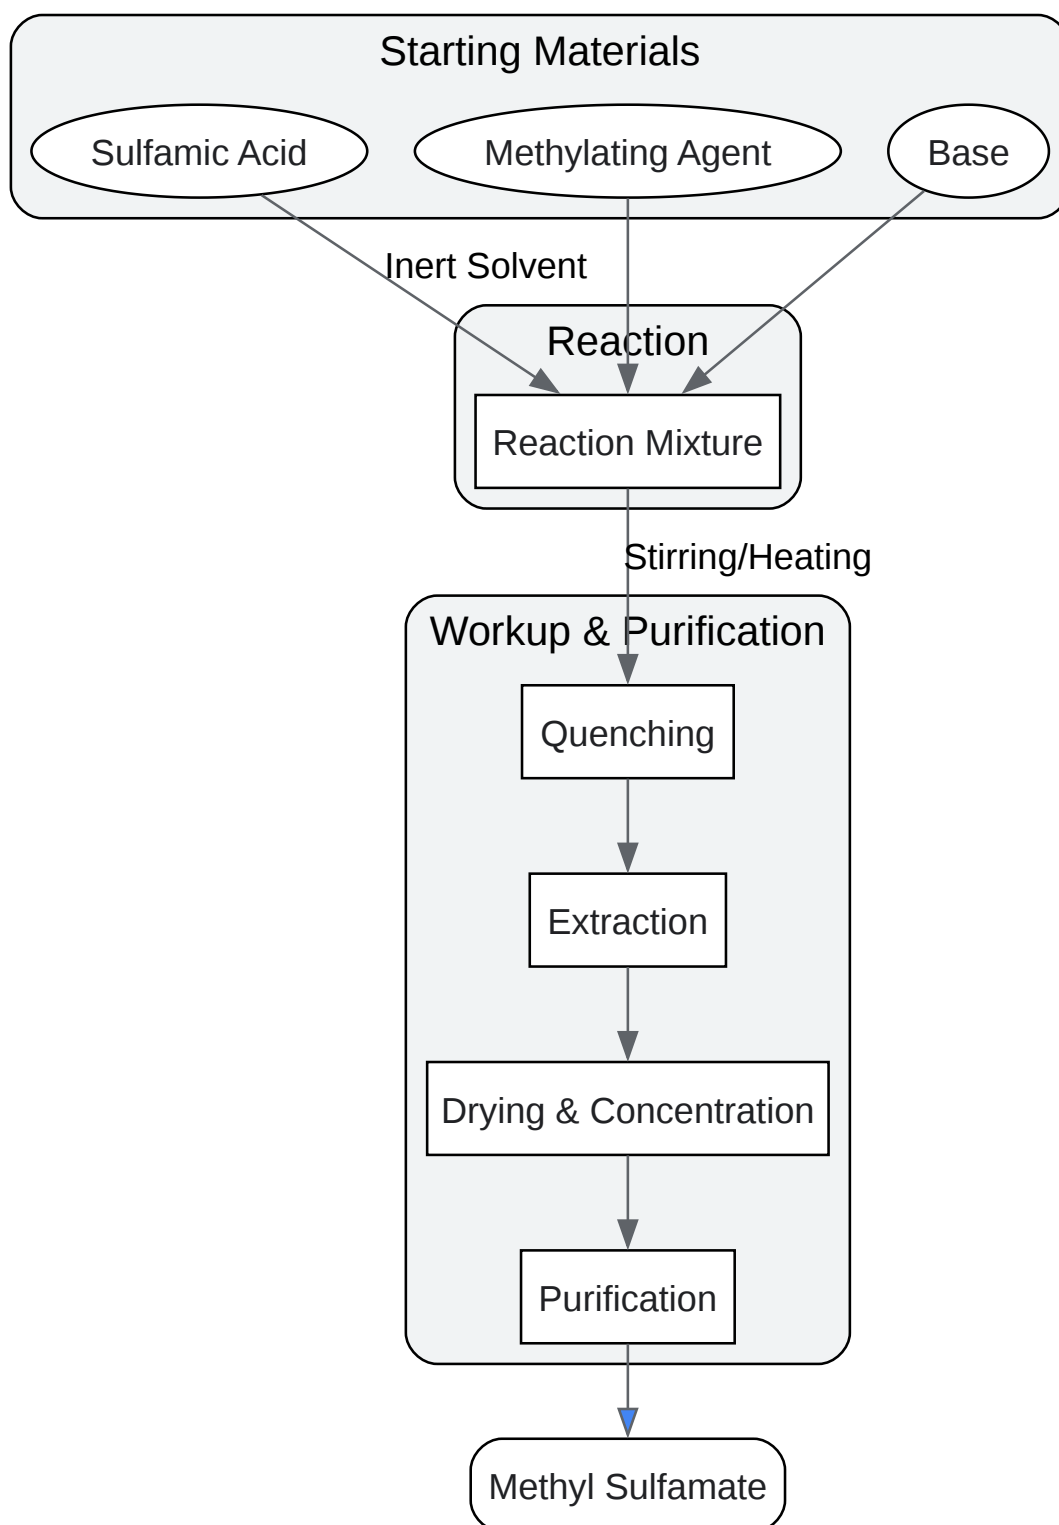 Starting Materials
Sulfamic Acid
Methylating Agent
Base
Inert Solvent
Reaction
Reaction Mixture
Stirring/Heating
Workup & Purification
Quenching
Extraction
Drying & Concentration
Purification
Methyl Sulfamate